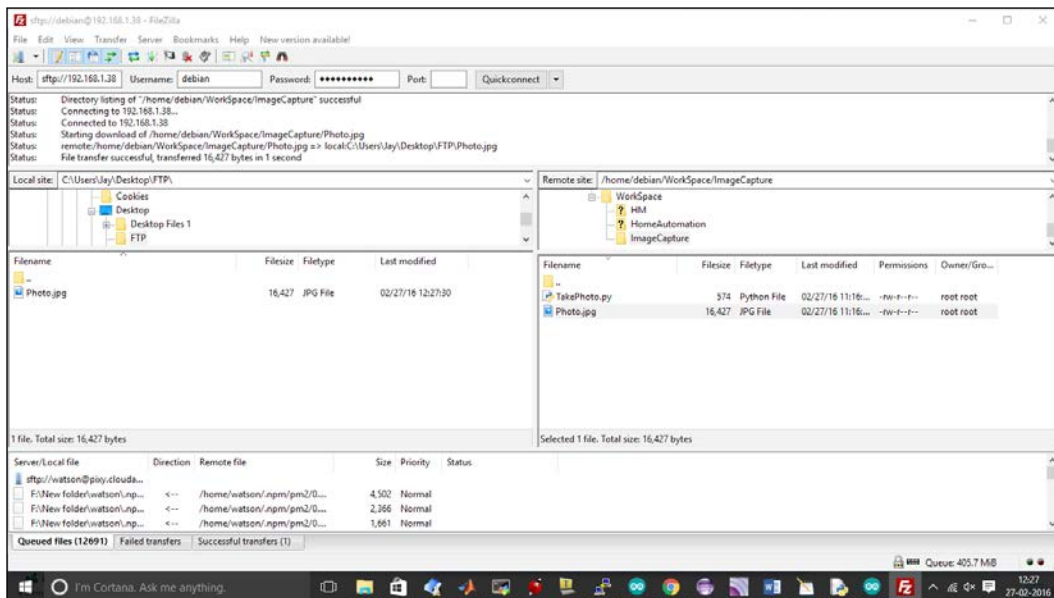 sftp://debian@192.168.1.38 - FileZilla
File Edit View Transfer Server Bookmarks Help New version available!
Host: sftp://192.168.1.38 Username: debian Password: ●●●●●●●●●● Port: Quickconnect
Status: Directory listing of "/home/debian/WorkSpace/ImageCapture" successful
Status: Connecting to 192.168.1.38...
Status: Connected to 192.168.1.38
Status: Starting download of /home/debian/WorkSpace/ImageCapture/Photo.jpg
Status: remote:/home/debian/WorkSpace/ImageCapture/Photo.jpg => local:C:\Users\Jay\Desktop\FTP\Photo.jpg
Status: File transfer successful, transferred 16,427 bytes in 1 second
Local site: C:\Users\Jay\Desktop\FTP\
Cookies
Desktop
Desktop Files 1
FTP
Remote site: /home/debian/WorkSpace/ImageCapture
WorkSpace
? HM
? HomeAutomation
ImageCapture
Filename Filesize Filetype Last modified
..
Photo.jpg 16,427 JPG File 02/27/16 12:27:30
1 file. Total size: 16,427 bytes
Filename Filesize Filetype Last modified Permissions Owner/Gro...
..
TakePhoto.py 574 Python File 02/27/16 11:16:... -rw-r--r-- root root
Photo.jpg 16,427 JPG File 02/27/16 11:16:... -rw-r--r-- root root
Selected 1 file. Total size: 16,427 bytes
Server/Local file Direction Remote file Size Priority Status
sftp://watson@pixy.clouda...
F:\New folder\watson\.np... <-- /home/watson/.npm/pm2/0.... 4,502 Normal
F:\New folder\watson\.np... <-- /home/watson/.npm/pm2/0.... 2,366 Normal
F:\New folder\watson\.np... <-- /home/watson/.npm/pm2/0.... 1,661 Normal
Queued files (12691) Failed transfers Successful transfers (1)
Queue: 405.7 MiB
I'm Cortana. Ask me anything.
12:27
27-02-2016